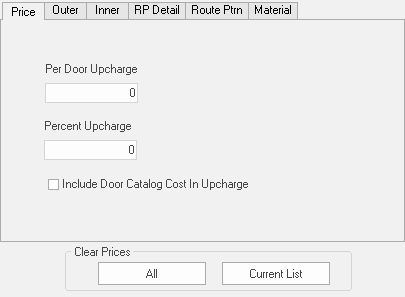 Price Outer Inner RP Detail Route Ptrn Material
Per Door Upcharge
0
Percent Upcharge
0
Include Door Catalog Cost In Upcharge
Clear Prices
All Current List